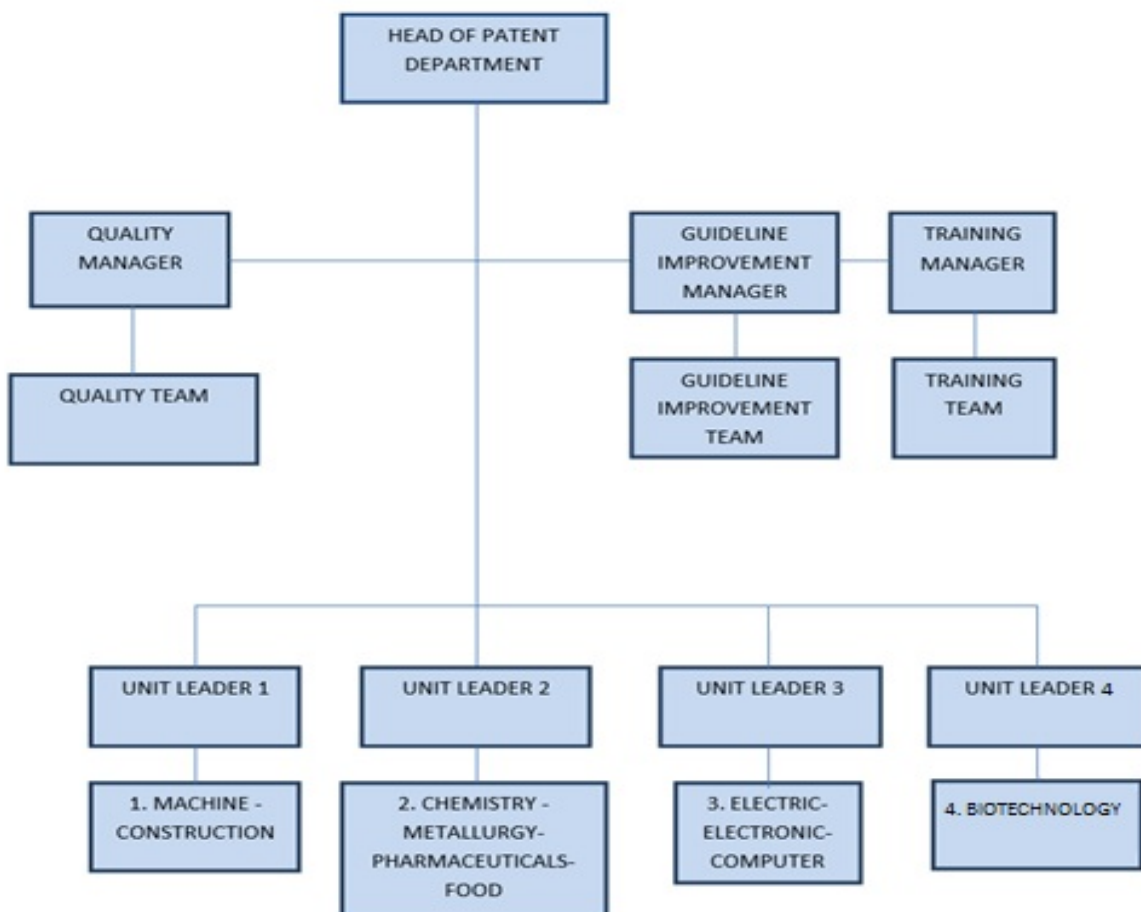 HEAD OF PATENT
DEPARTMENT
QUALITY
MANAGER
GUIDELINE
IMPROVEMENT
MANAGER
TRAINING
MANAGER
QUALITY TEAM
GUIDELINE
IMPROVEMENT
TEAM
TRAINING
TEAM
UNIT LEADER 1
UNIT LEADER 2
UNIT LEADER 3
UNIT LEADER 4
1. MACHINE -
CONSTRUCTION
2. CHEMISTRY -
METALLURGY-
PHARMACEUTICALS-
FOOD
3. ELECTRIC-
ELECTRONIC-
COMPUTER
4. BIOTECHNOLOGY